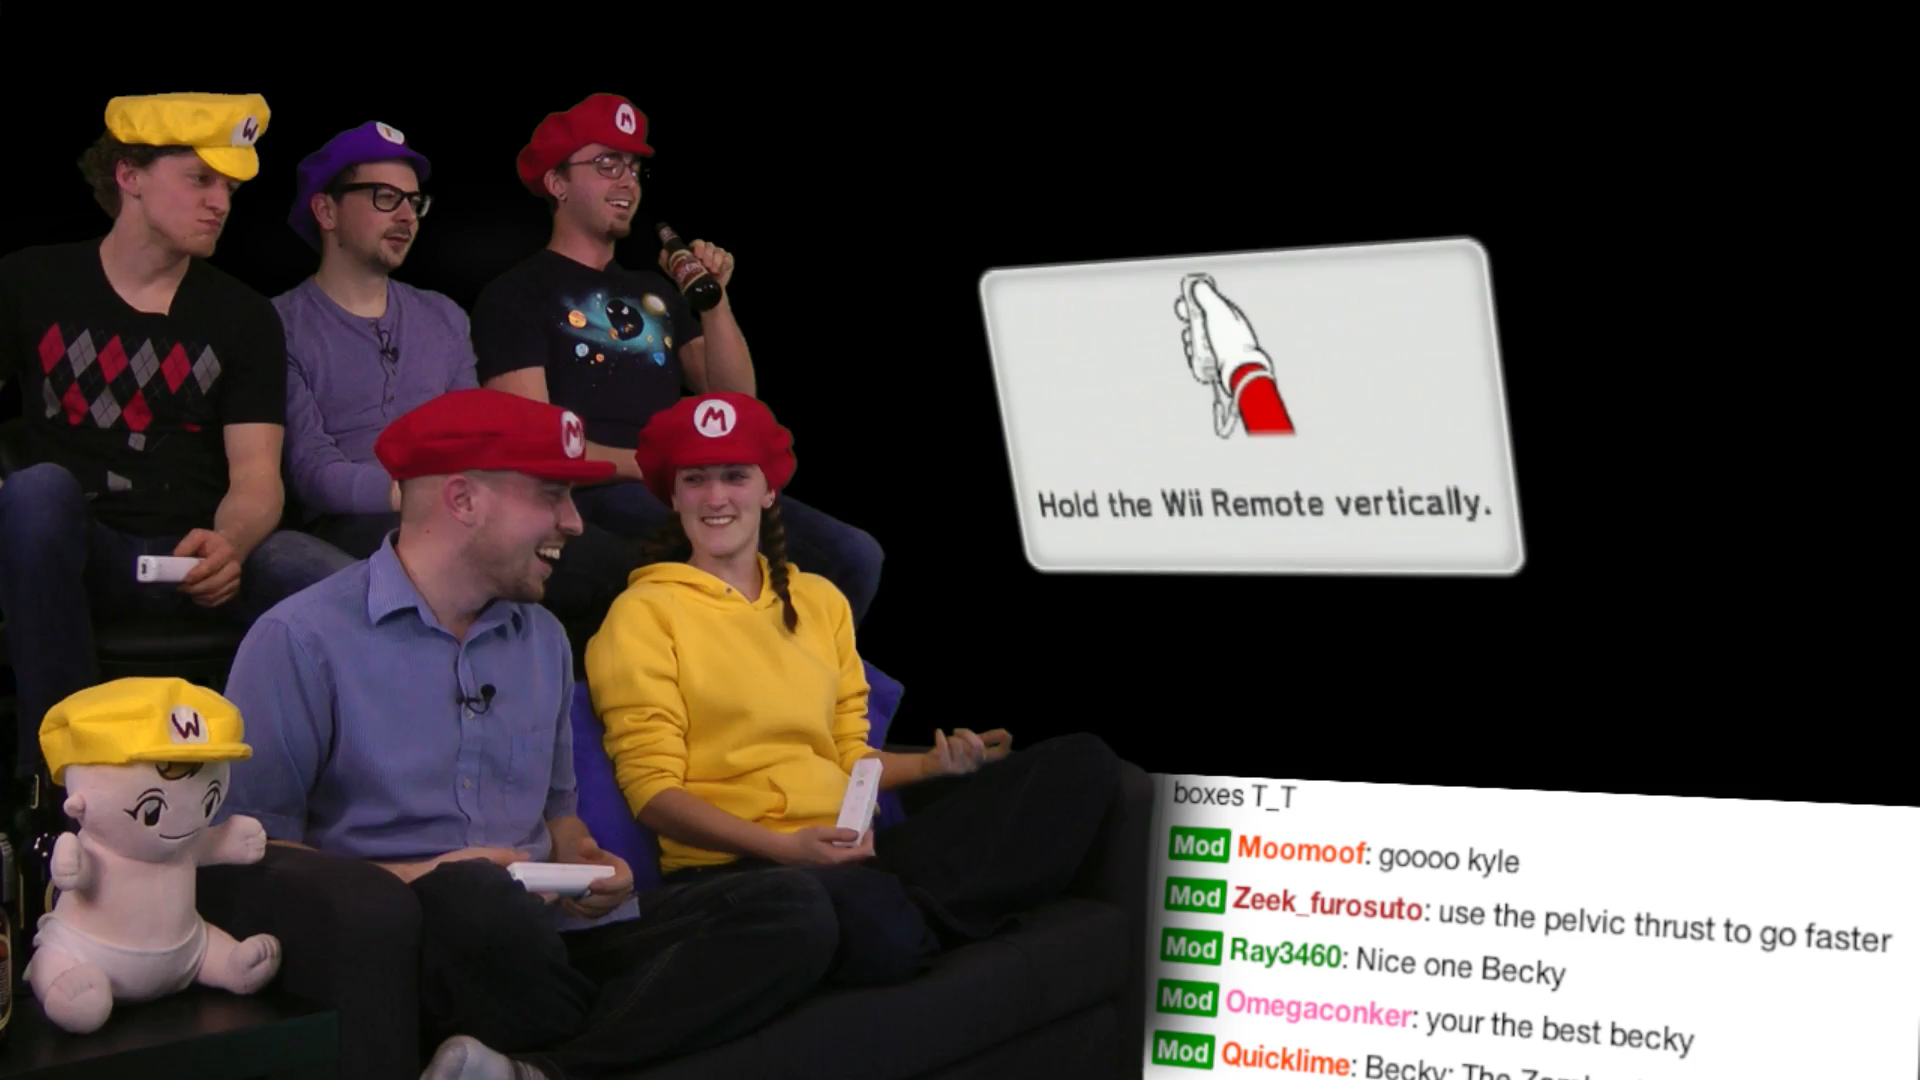 W
M
M
M
Hold the Wii Remote vertically.
W
boxes T_T
Mod Moomoof: goooo kyle
Mod Zeek_furosuto: use the pelvic thrust to go faster
Mod Ray3460: Nice one Becky
Mod Omegaconker: your the best becky
Mod Quicklime: Becky: The